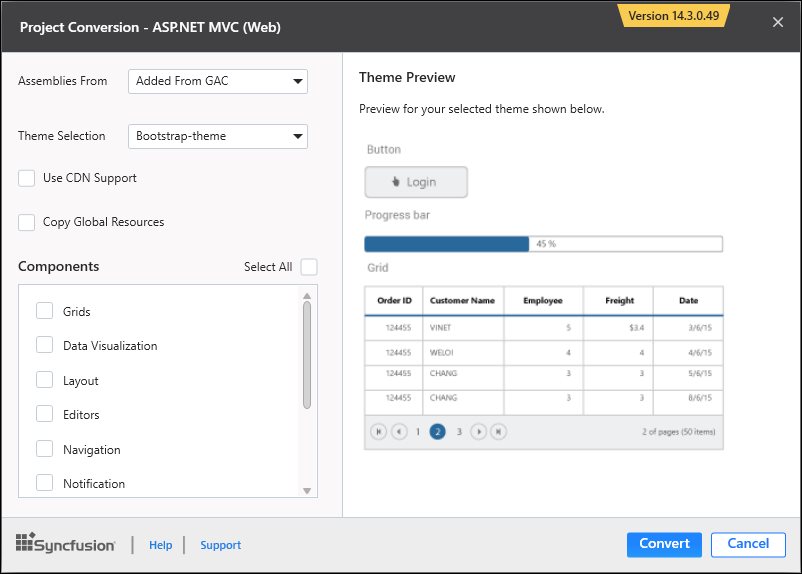 Project Conversion - ASP.NET MVC (Web)
Version 14.3.0.49
Assemblies From
Added From GAC
Theme Selection
Bootstrap-theme
Use CDN Support
Copy Global Resources
Components
Select All
Grids
Data Visualization
Layout
Editors
Navigation
Notification
Theme Preview
Preview for your selected theme shown below.
Button
Login
Progress bar
45 %
Grid
Order ID Customer Name Employee Freight Date
124455 VINET 5 $3.4 3/6/15
124455 WELOI 4 4 4/6/15
124455 CHANG 3 3 5/6/15
124455 CHANG 3 3 8/6/15
1 2 3 2 of pages (50 items)
Syncfusion
Help
Support
Convert
Cancel